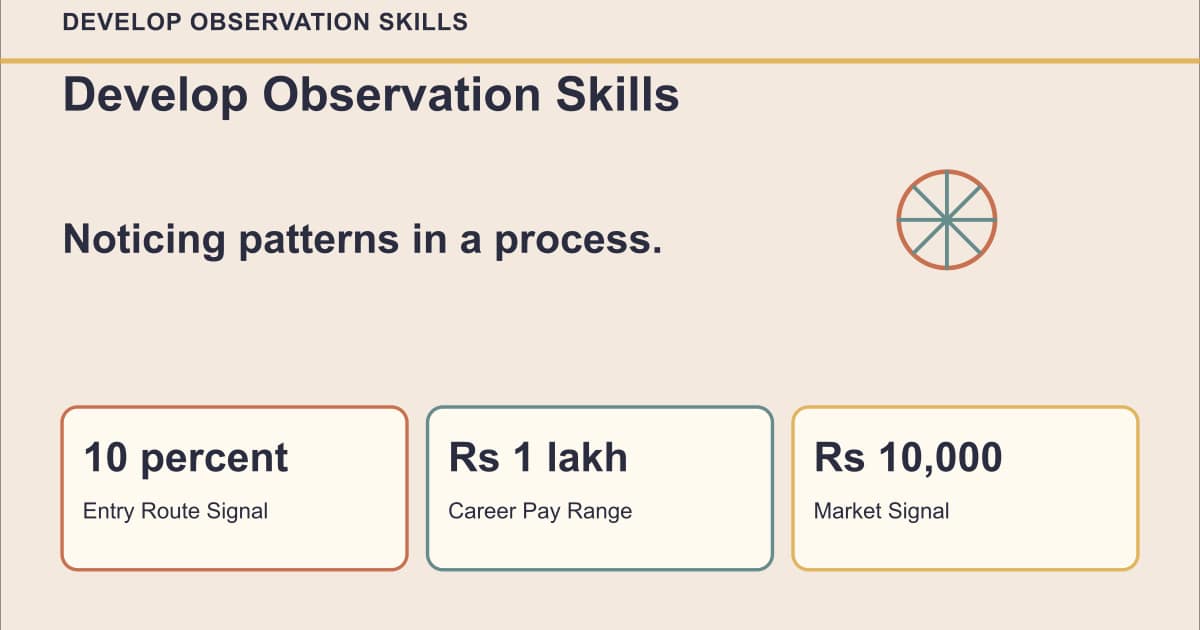 DEVELOP OBSERVATION SKILLS
Develop Observation Skills
Noticing patterns in a process.
10 percent
Entry Route Signal
Rs 1 lakh
Career Pay Range
Rs 10,000
Market Signal